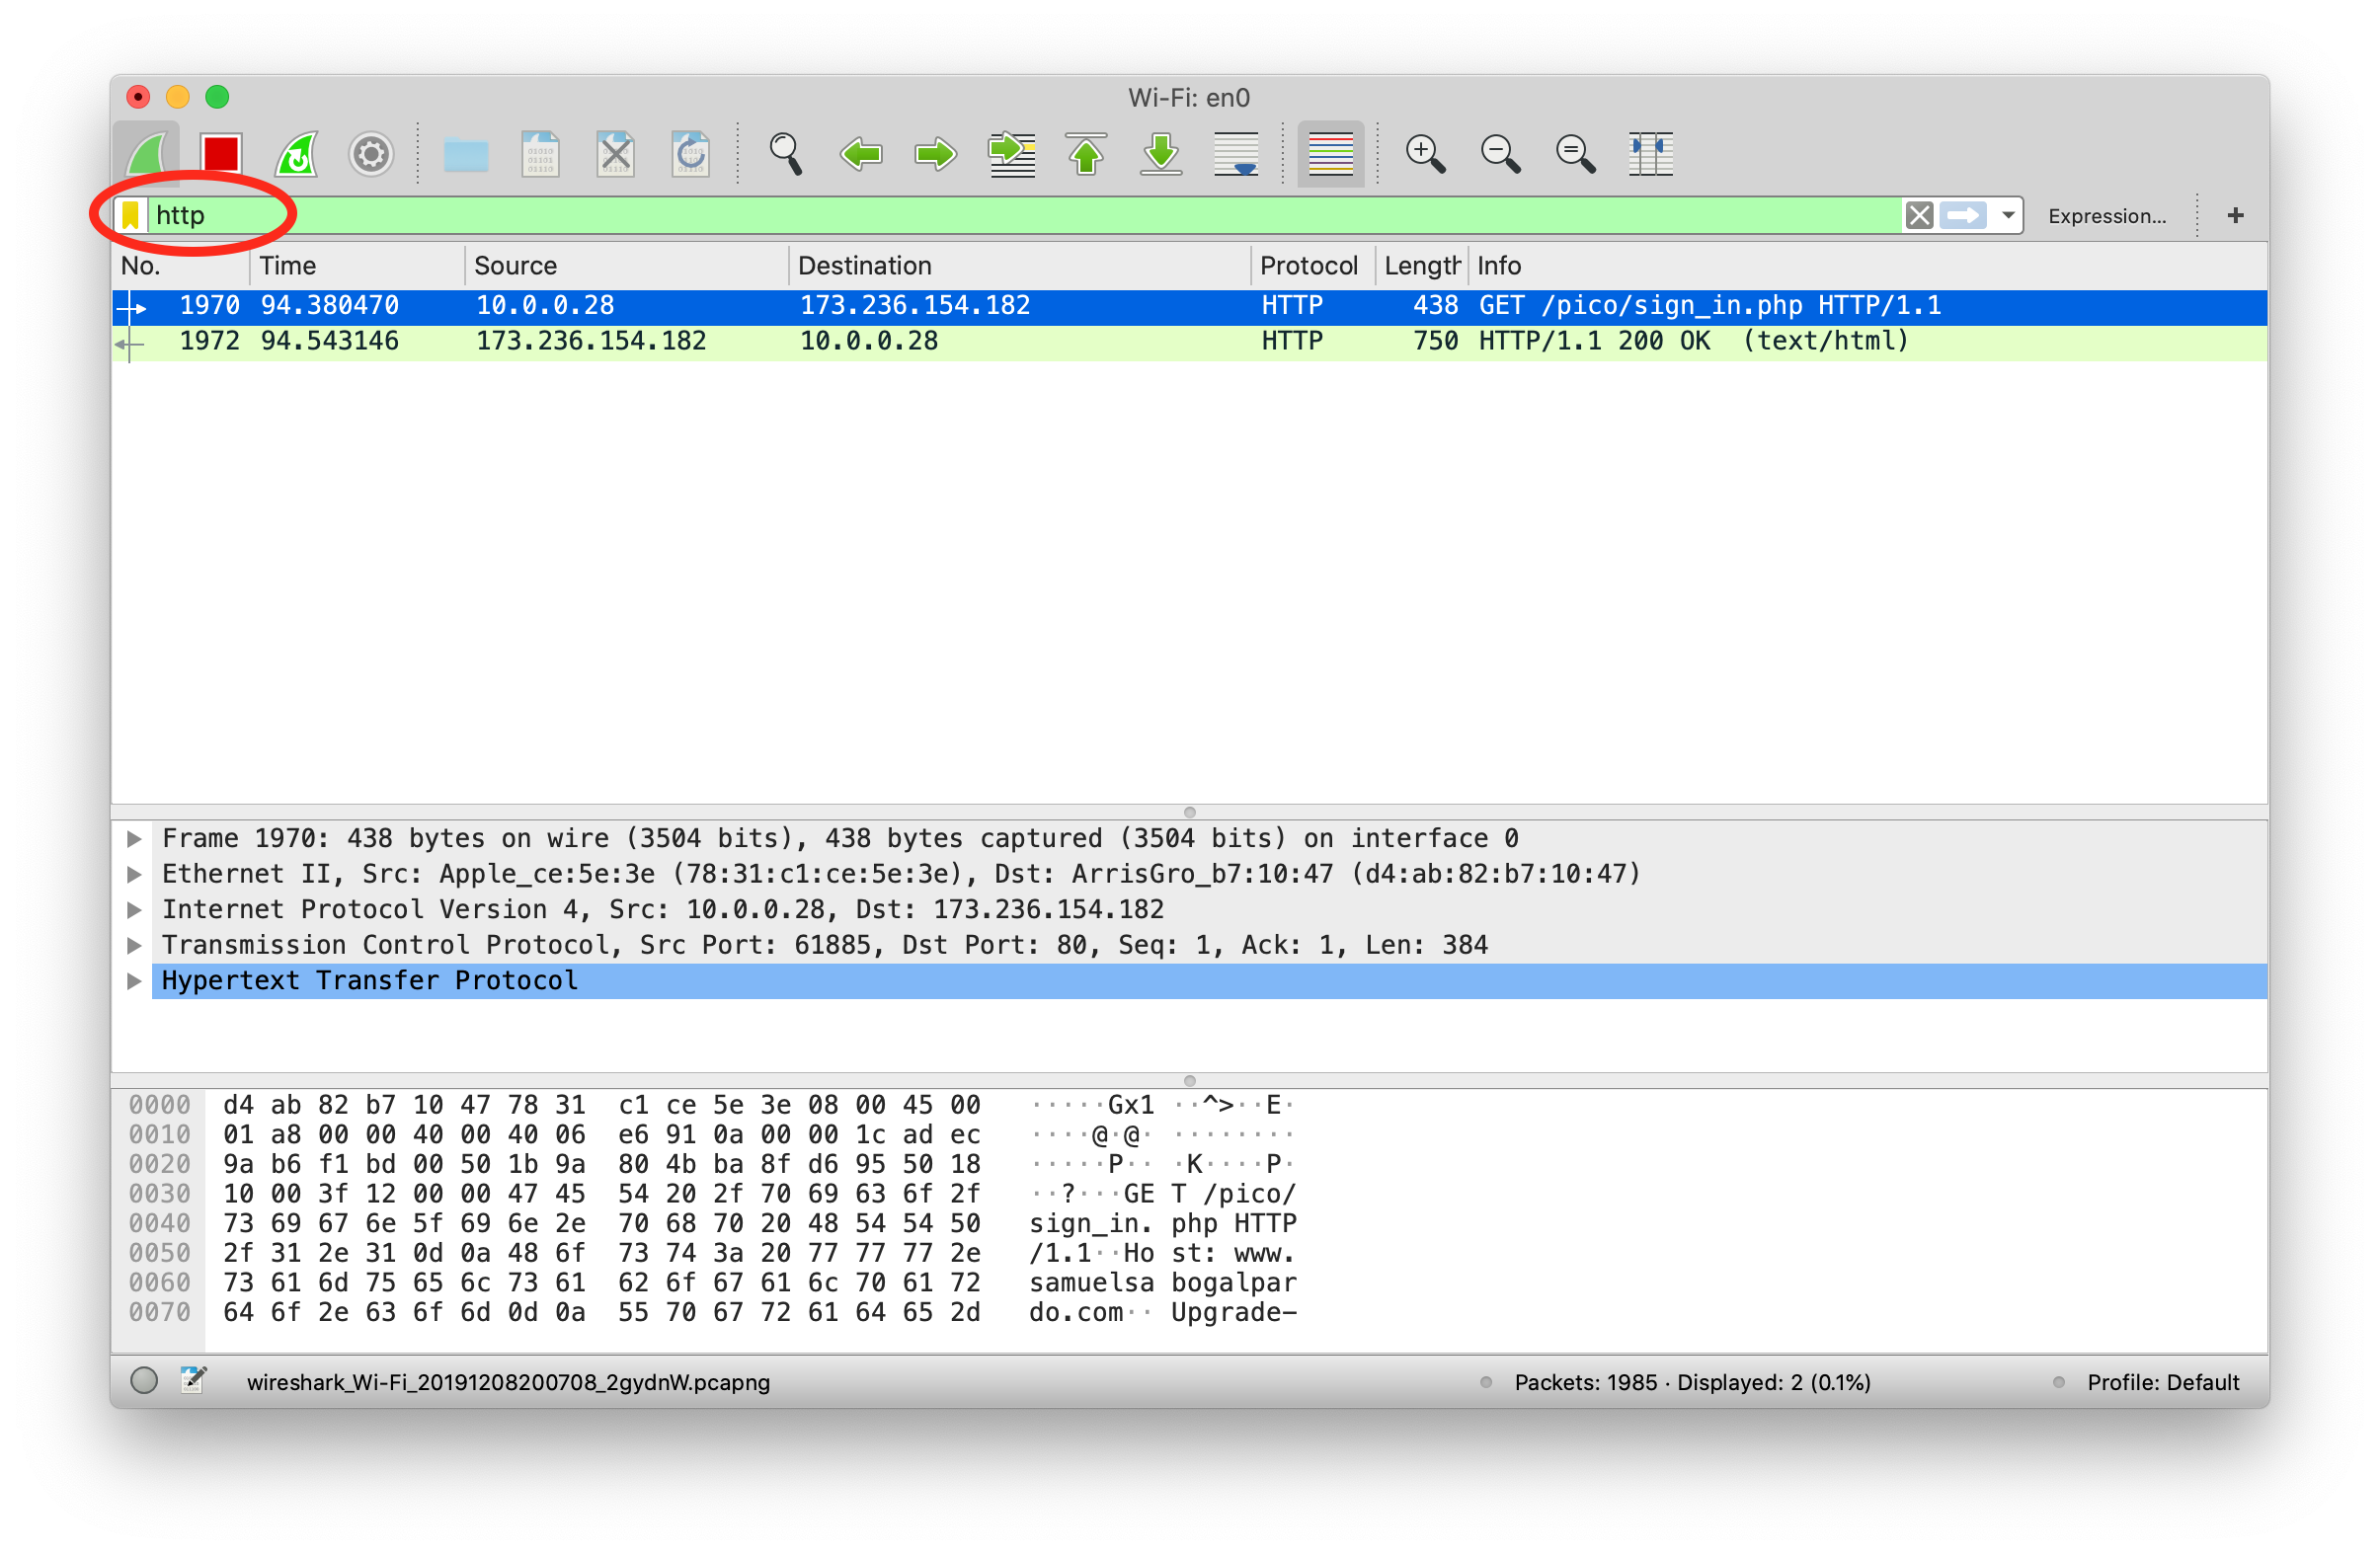 Wi-Fi: en0
http
Expression...
+
No. Time Source Destination Protocol Length Info
1970 94.380470 10.0.0.28 173.236.154.182 HTTP 438 GET /pico/sign_in.php HTTP/1.1
1972 94.543146 173.236.154.182 10.0.0.28 HTTP 750 HTTP/1.1 200 OK (text/html)
Frame 1970: 438 bytes on wire (3504 bits), 438 bytes captured (3504 bits) on interface 0
Ethernet II, Src: Apple_ce:5e:3e (78:31:c1:ce:5e:3e), Dst: ArrisGro_b7:10:47 (d4:ab:82:b7:10:47)
Internet Protocol Version 4, Src: 10.0.0.28, Dst: 173.236.154.182
Transmission Control Protocol, Src Port: 61885, Dst Port: 80, Seq: 1, Ack: 1, Len: 384
Hypertext Transfer Protocol
0000 d4 ab 82 b7 10 47 78 31 c1 ce 5e 3e 08 00 45 00 ·····Gx1 ··^>··E·
0010 01 a8 00 00 40 00 40 06 e6 91 0a 00 00 1c ad ec ····@·@· ········
0020 9a b6 f1 bd 00 50 1b 9a 80 4b ba 8f d6 95 50 18 ·····P·· ·K····P·
0030 10 00 3f 12 00 00 47 45 54 20 2f 70 69 63 6f 2f ··?···GE T /pico/
0040 73 69 67 6e 5f 69 6e 2e 70 68 70 20 48 54 54 50 sign_in. php HTTP
0050 2f 31 2e 31 0d 0a 48 6f 73 74 3a 20 77 77 77 2e /1.1··Ho st: www.
0060 73 61 6d 75 65 6c 73 61 62 6f 67 61 6c 70 61 72 samuelsa bogalpar
0070 64 6f 2e 63 6f 6d 0d 0a 55 70 67 72 61 64 65 2d do.com·· Upgrade-
wireshark_Wi-Fi_20191208200708_2gydnW.pcapng
Packets: 1985 · Displayed: 2 (0.1%)
Profile: Default